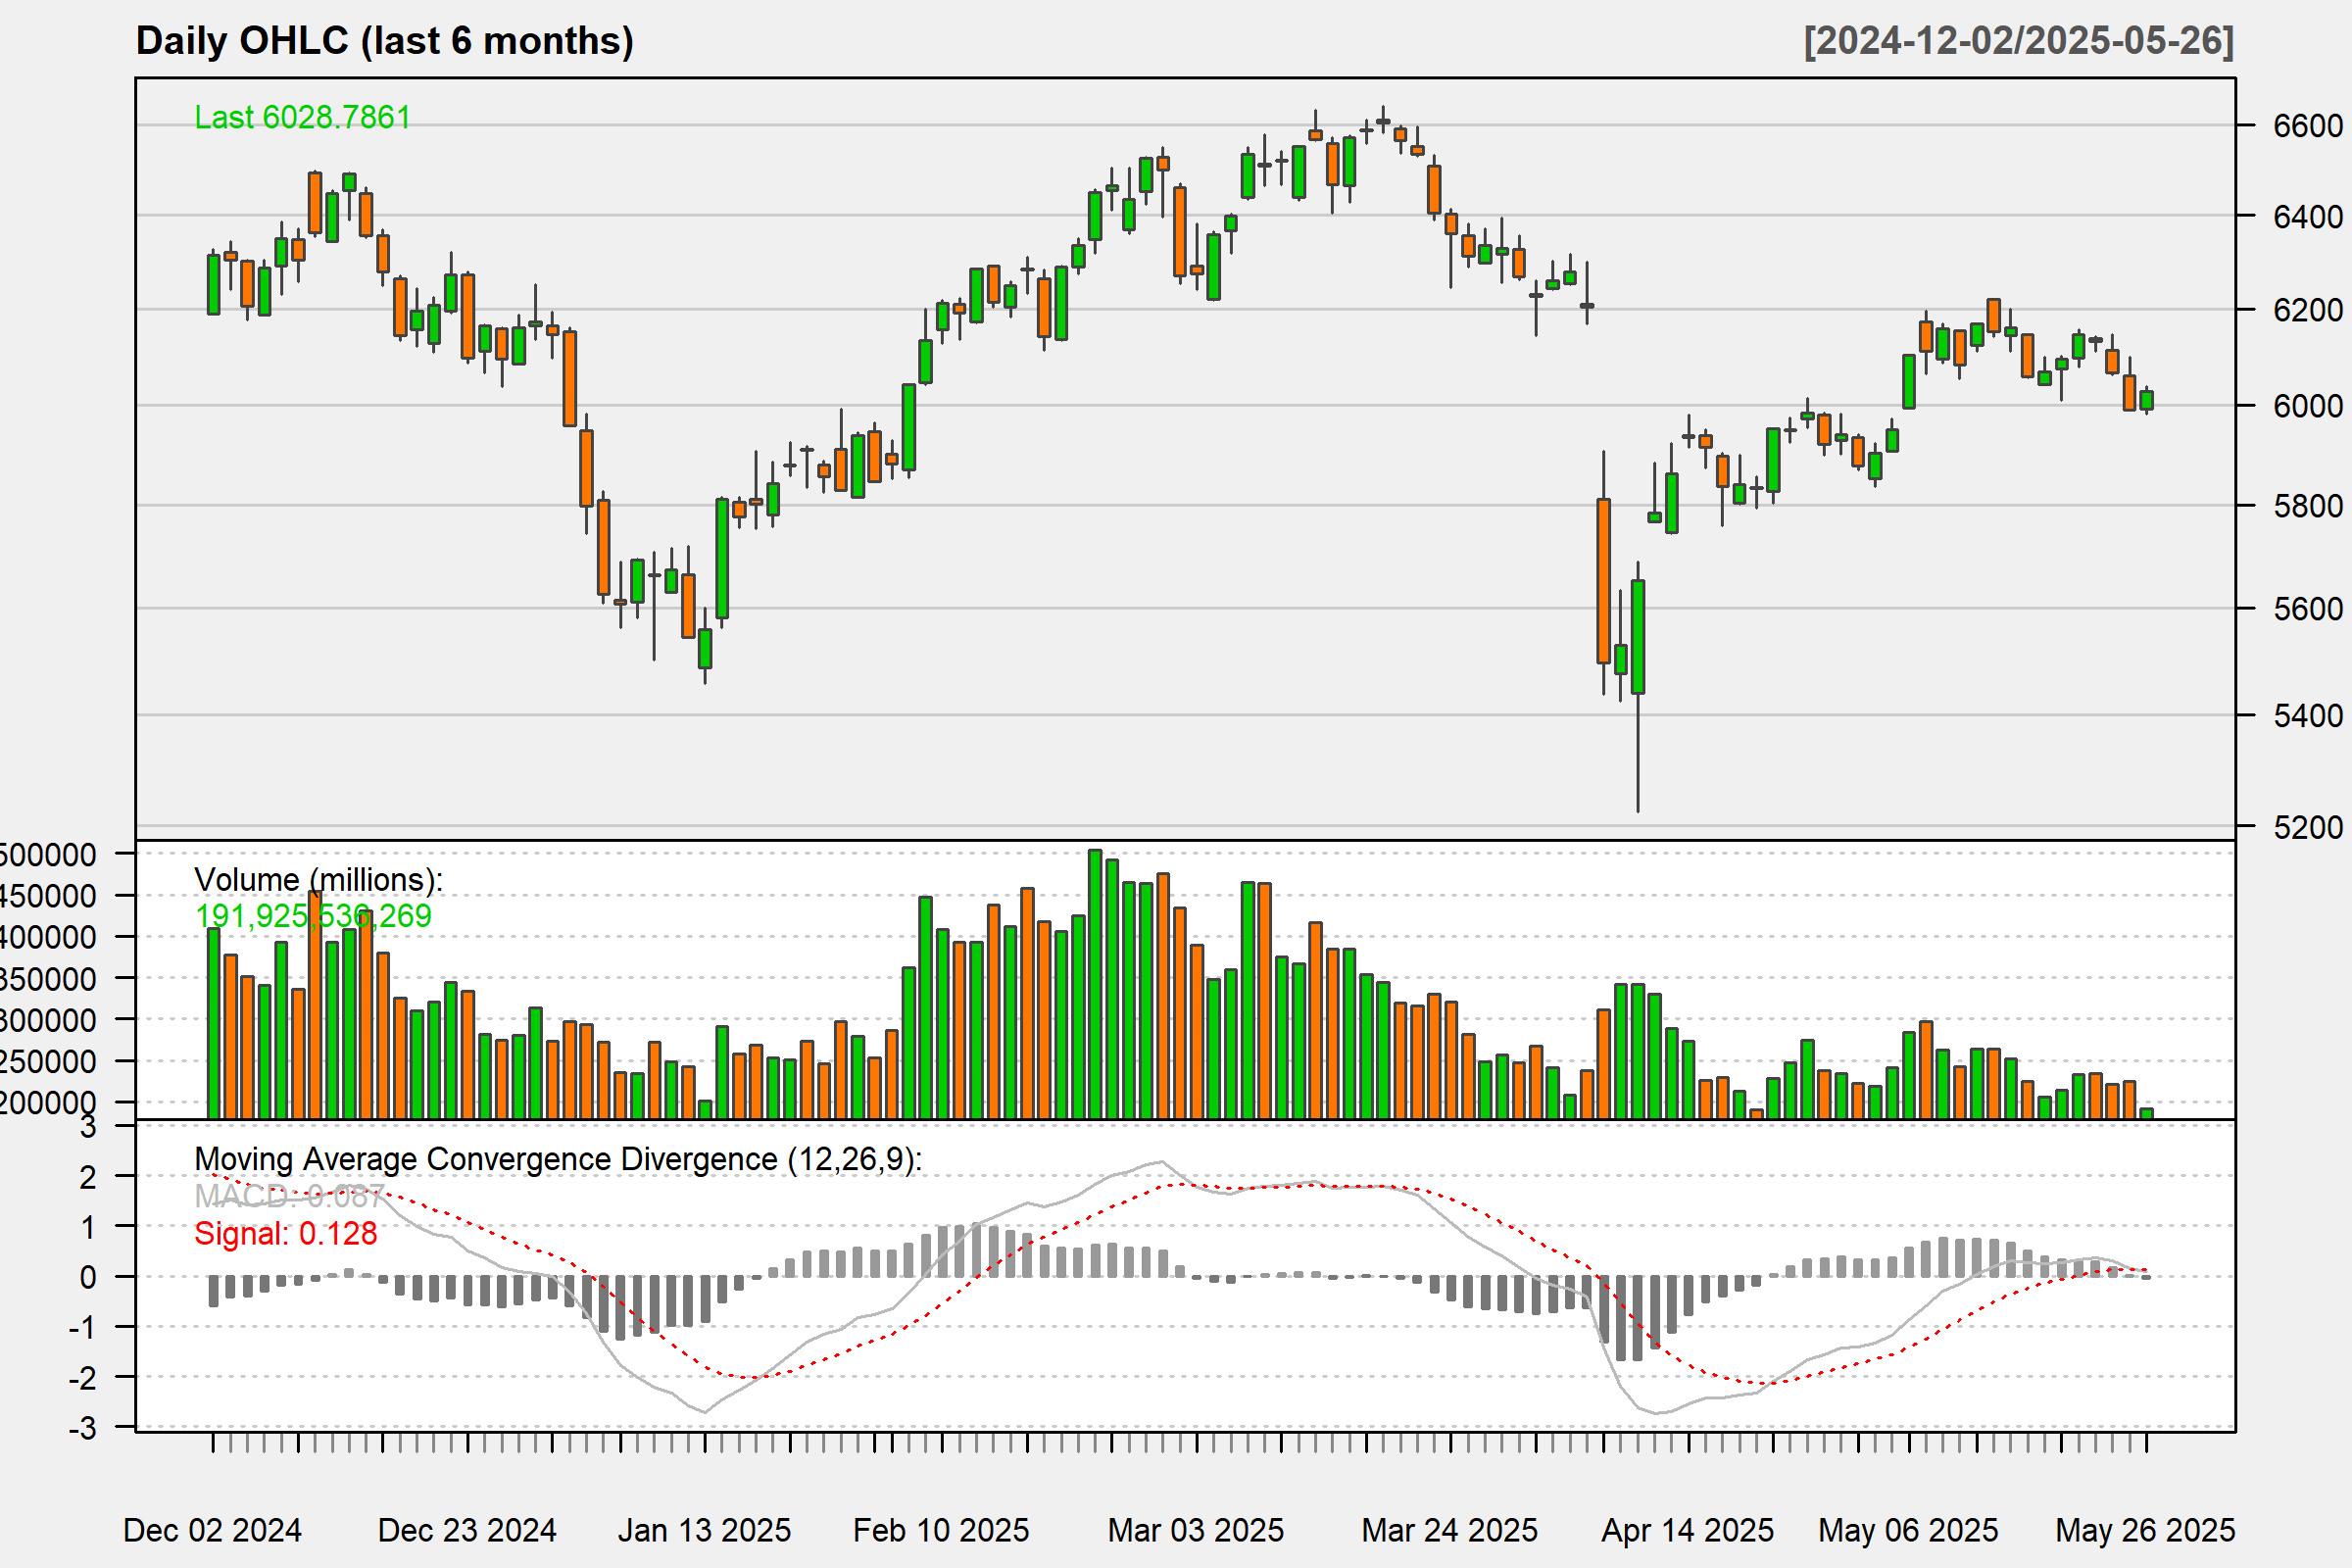 Daily OHLC (last 6 months)
[2024-12-02/2025-05-26]
Last 6028.7861
6600
6400
6200
6000
5800
5600
5400
5200
Volume (millions):
191,925,536,269
500000
450000
400000
350000
300000
250000
200000
Moving Average Convergence Divergence (12,26,9):
MACD: 0.087
Signal: 0.128
3
2
1
0
-1
-2
-3
Dec 02 2024
Dec 23 2024
Jan 13 2025
Feb 10 2025
Mar 03 2025
Mar 24 2025
Apr 14 2025
May 06 2025
May 26 2025